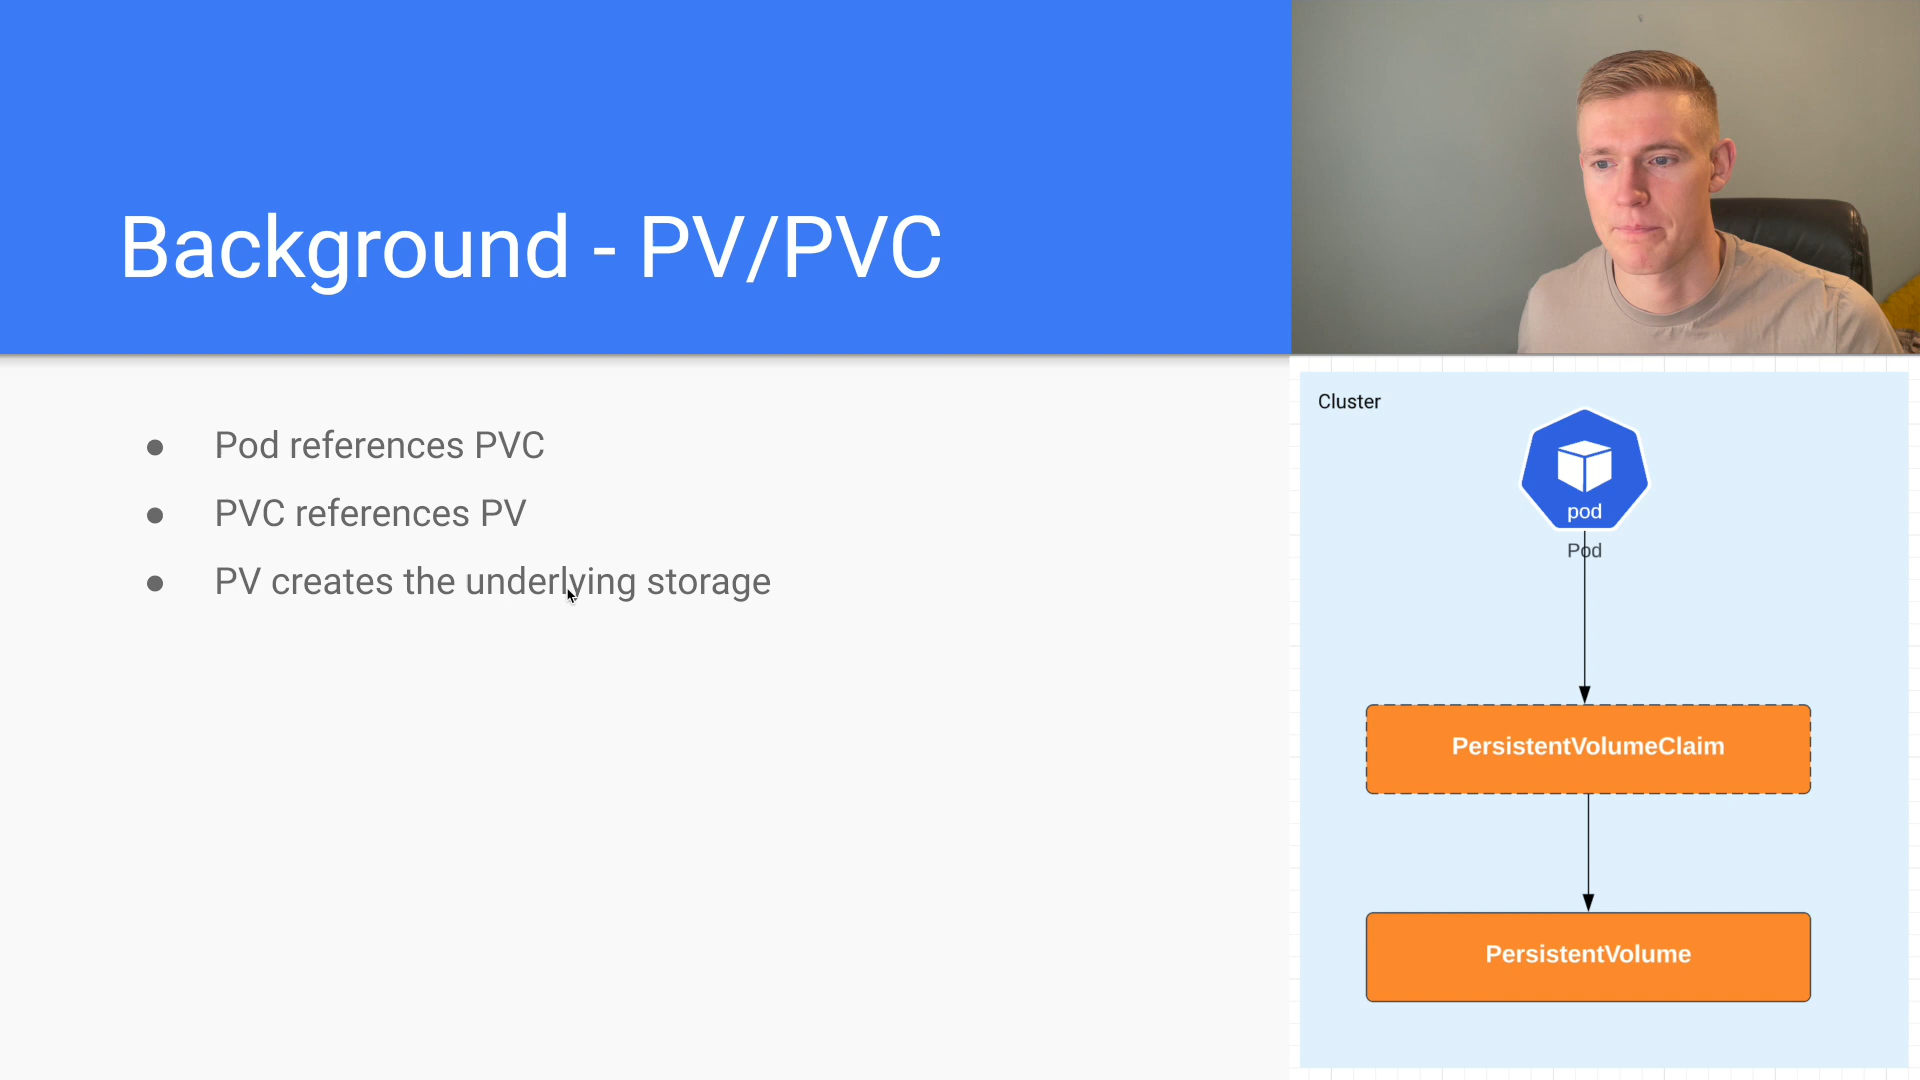 Background - PV/PVC
● Pod references PVC
● PVC references PV
● PV creates the underlying storage
Cluster
pod
Pod
PersistentVolumeClaim
PersistentVolume